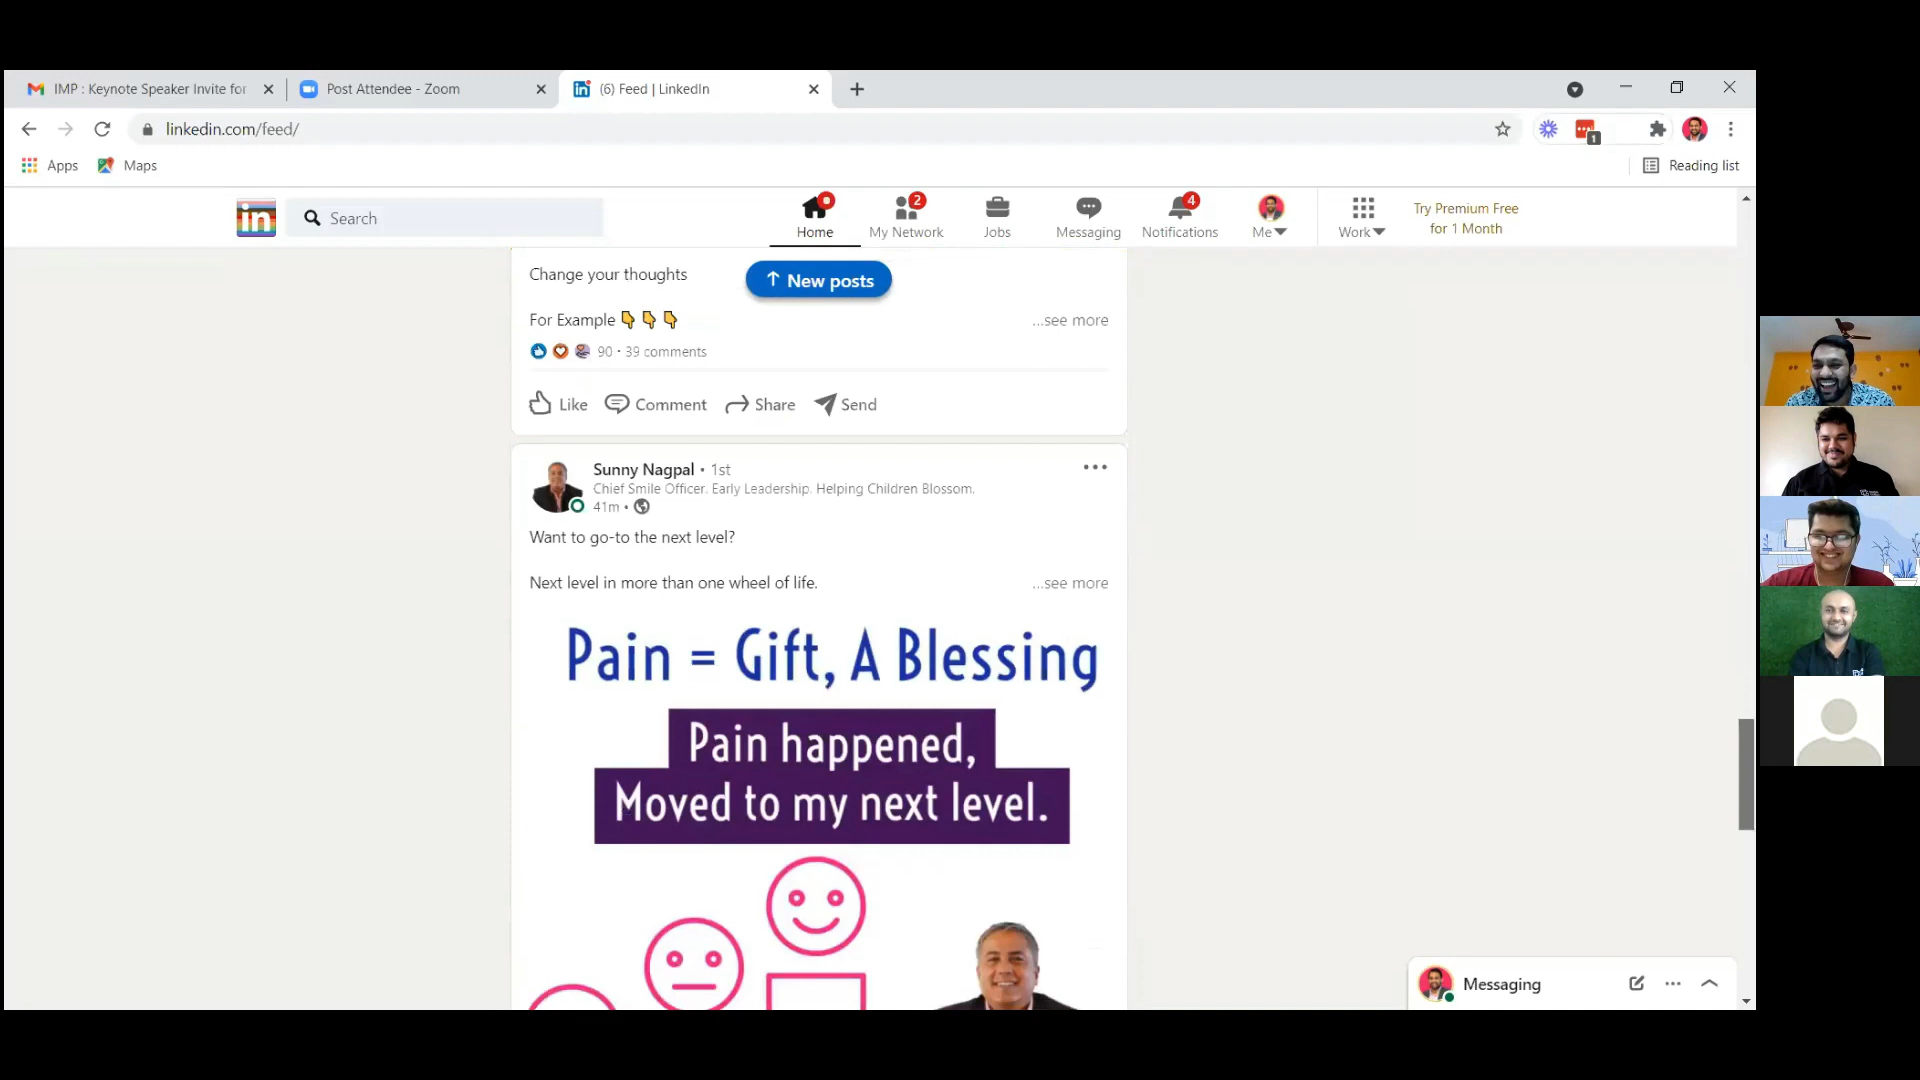 IMP : Keynote Speaker Invite for
Post Attendee - Zoom
(6) Feed | LinkedIn
linkedin.com/feed/
1
Apps
Maps
Reading list
in
Search
Home
2
My Network
Jobs
Messaging
4
Notifications
Me
Work
Try Premium Free
for 1 Month
Change your thoughts
New posts
For Example
...see more
90 • 39 comments
Like
Comment
Share
Send
Sunny Nagpal • 1st
Chief Smile Officer. Early Leadership. Helping Children Blossom.
41m •
Want to go-to the next level?
Next level in more than one wheel of life.
...see more
Pain = Gift, A Blessing
Pain happened,
Moved to my next level.
Messaging